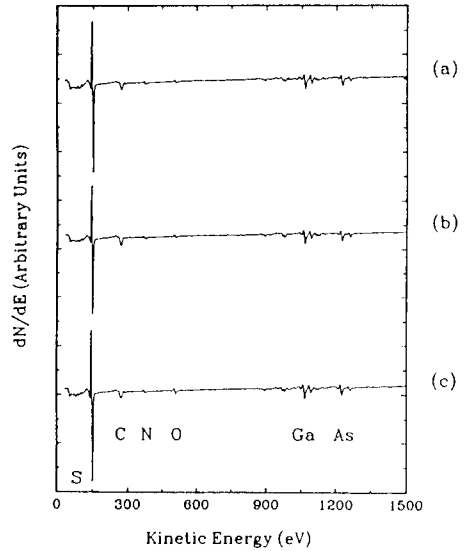 (a)
(b)
(c)
dN/dE (Arbitrary Units)
C N O Ga As
S
0 300 600 900 1200 1500
Kinetic Energy (eV)